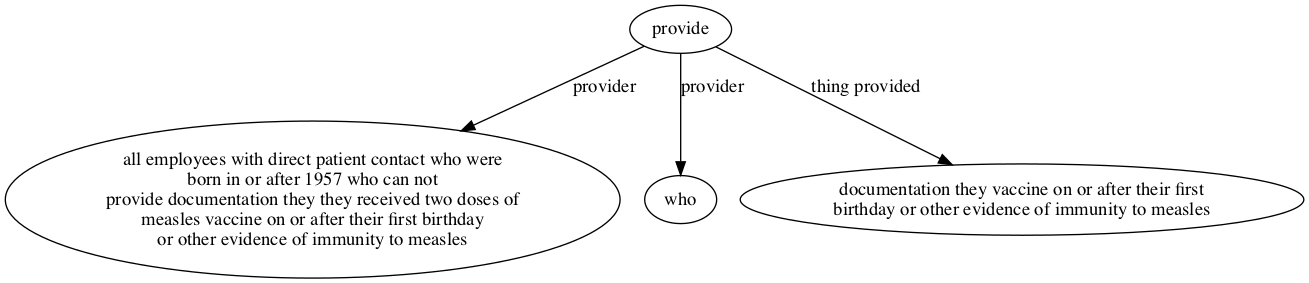 provide
provider
provider
thing provided
all employees with direct patient contact who were
born in or after 1957 who can not
provide documentation they they received two doses of
measles vaccine on or after their first birthday
or other evidence of immunity to measles
who
documentation they vaccine on or after their first
birthday or other evidence of immunity to measles